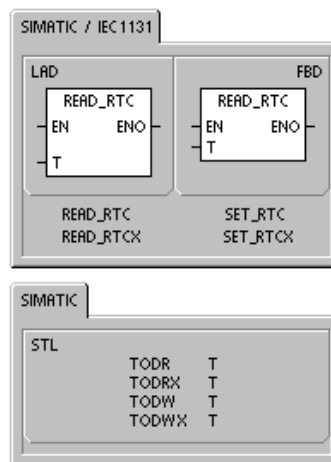 SIMATIC / IEC1131
LAD FBD
READ_RTC READ_RTC
EN ENO EN ENO
T T
READ_RTC SET_RTC
READ_RTCX SET_RTCX
SIMATIC
STL
TODR T
TODRX T
TODW T
TODWX T